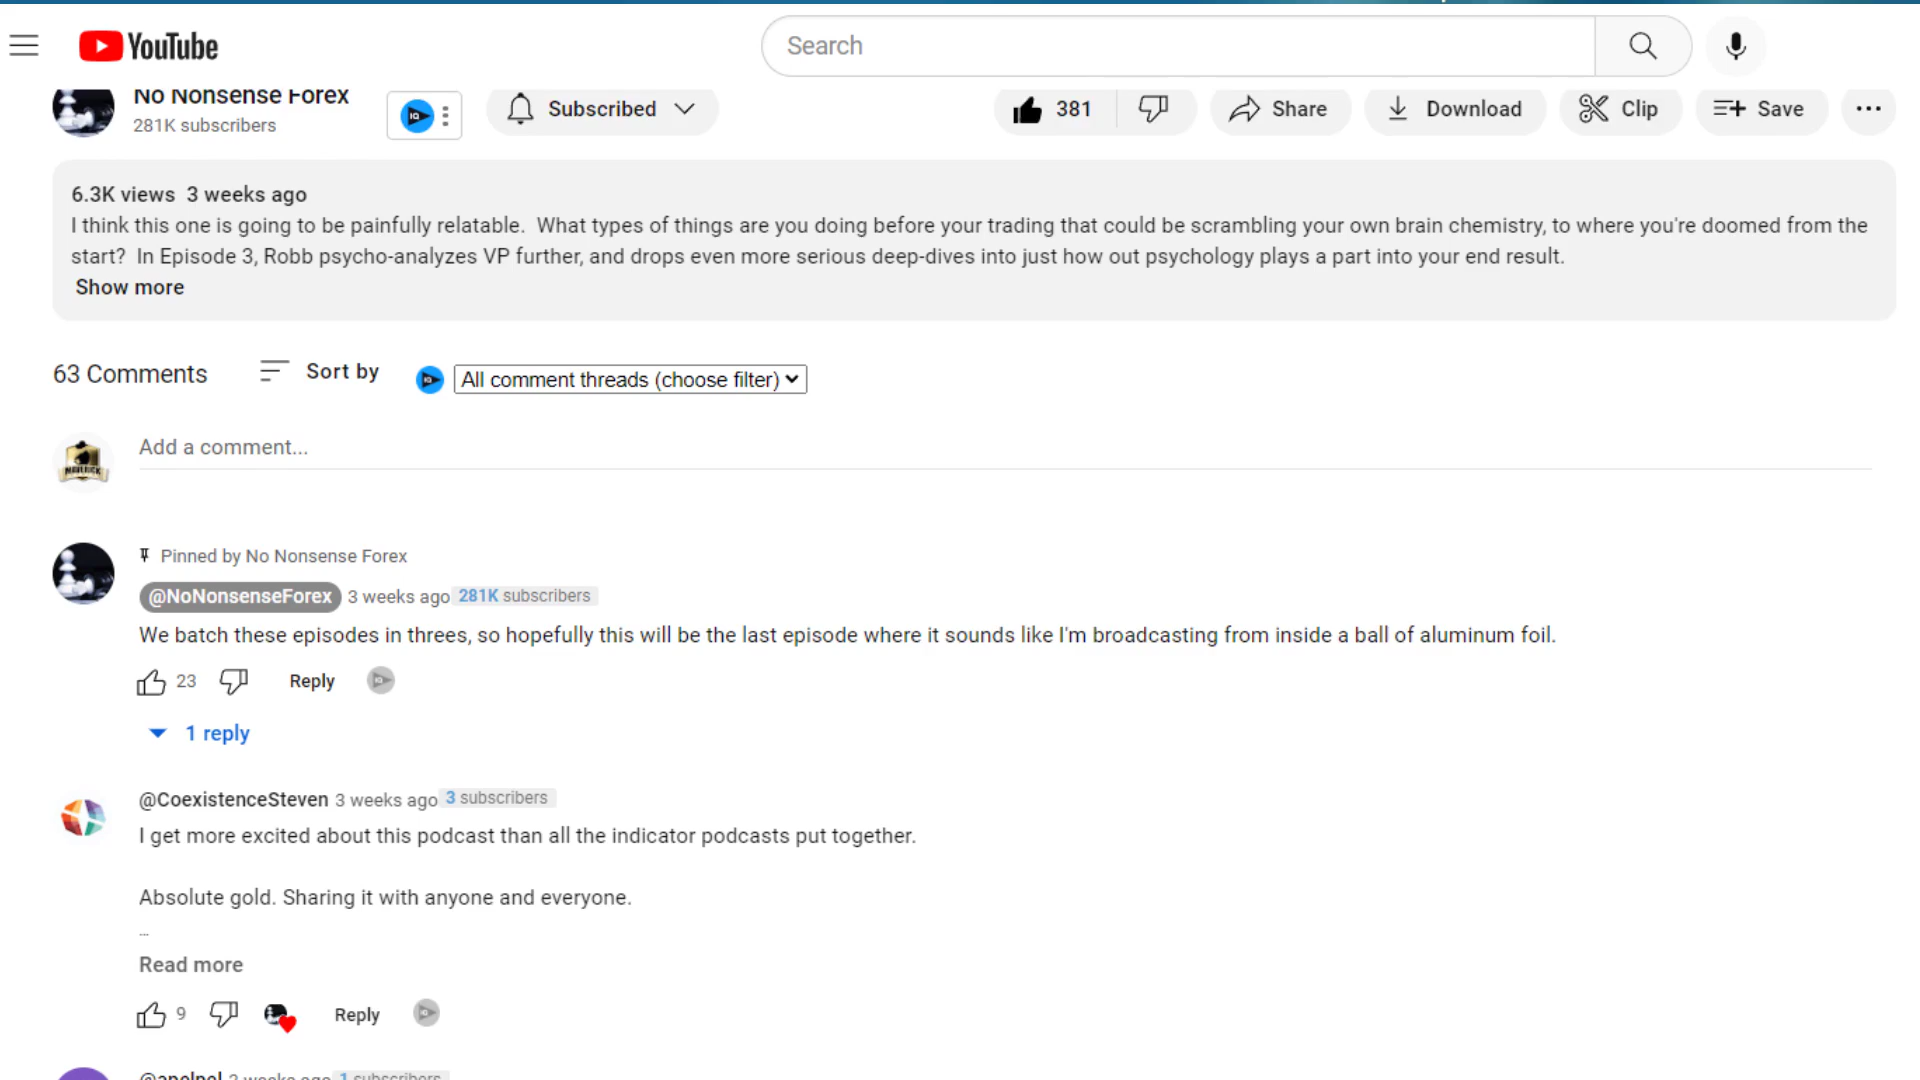 YouTube
Search
No Nonsense Forex
281K subscribers
Subscribed
381
Share
Download
Clip
Save
6.3K views 3 weeks ago
I think this one is going to be painfully relatable. What types of things are you doing before your trading that could be scrambling your own brain chemistry, to where you're doomed from the
start? In Episode 3, Robb psycho-analyzes VP further, and drops even more serious deep-dives into just how out psychology plays a part into your end result.
Show more
63 Comments
Sort by
All comment threads (choose filter)
Add a comment...
Pinned by No Nonsense Forex
@NoNonsenseForex 3 weeks ago 281K subscribers
We batch these episodes in threes, so hopefully this will be the last episode where it sounds like I'm broadcasting from inside a ball of aluminum foil.
23
Reply
1 reply
@CoexistenceSteven 3 weeks ago 3 subscribers
I get more excited about this podcast than all the indicator podcasts put together.
Absolute gold. Sharing it with anyone and everyone.
...
Read more
9
Reply
weeks ago 1 subscribers